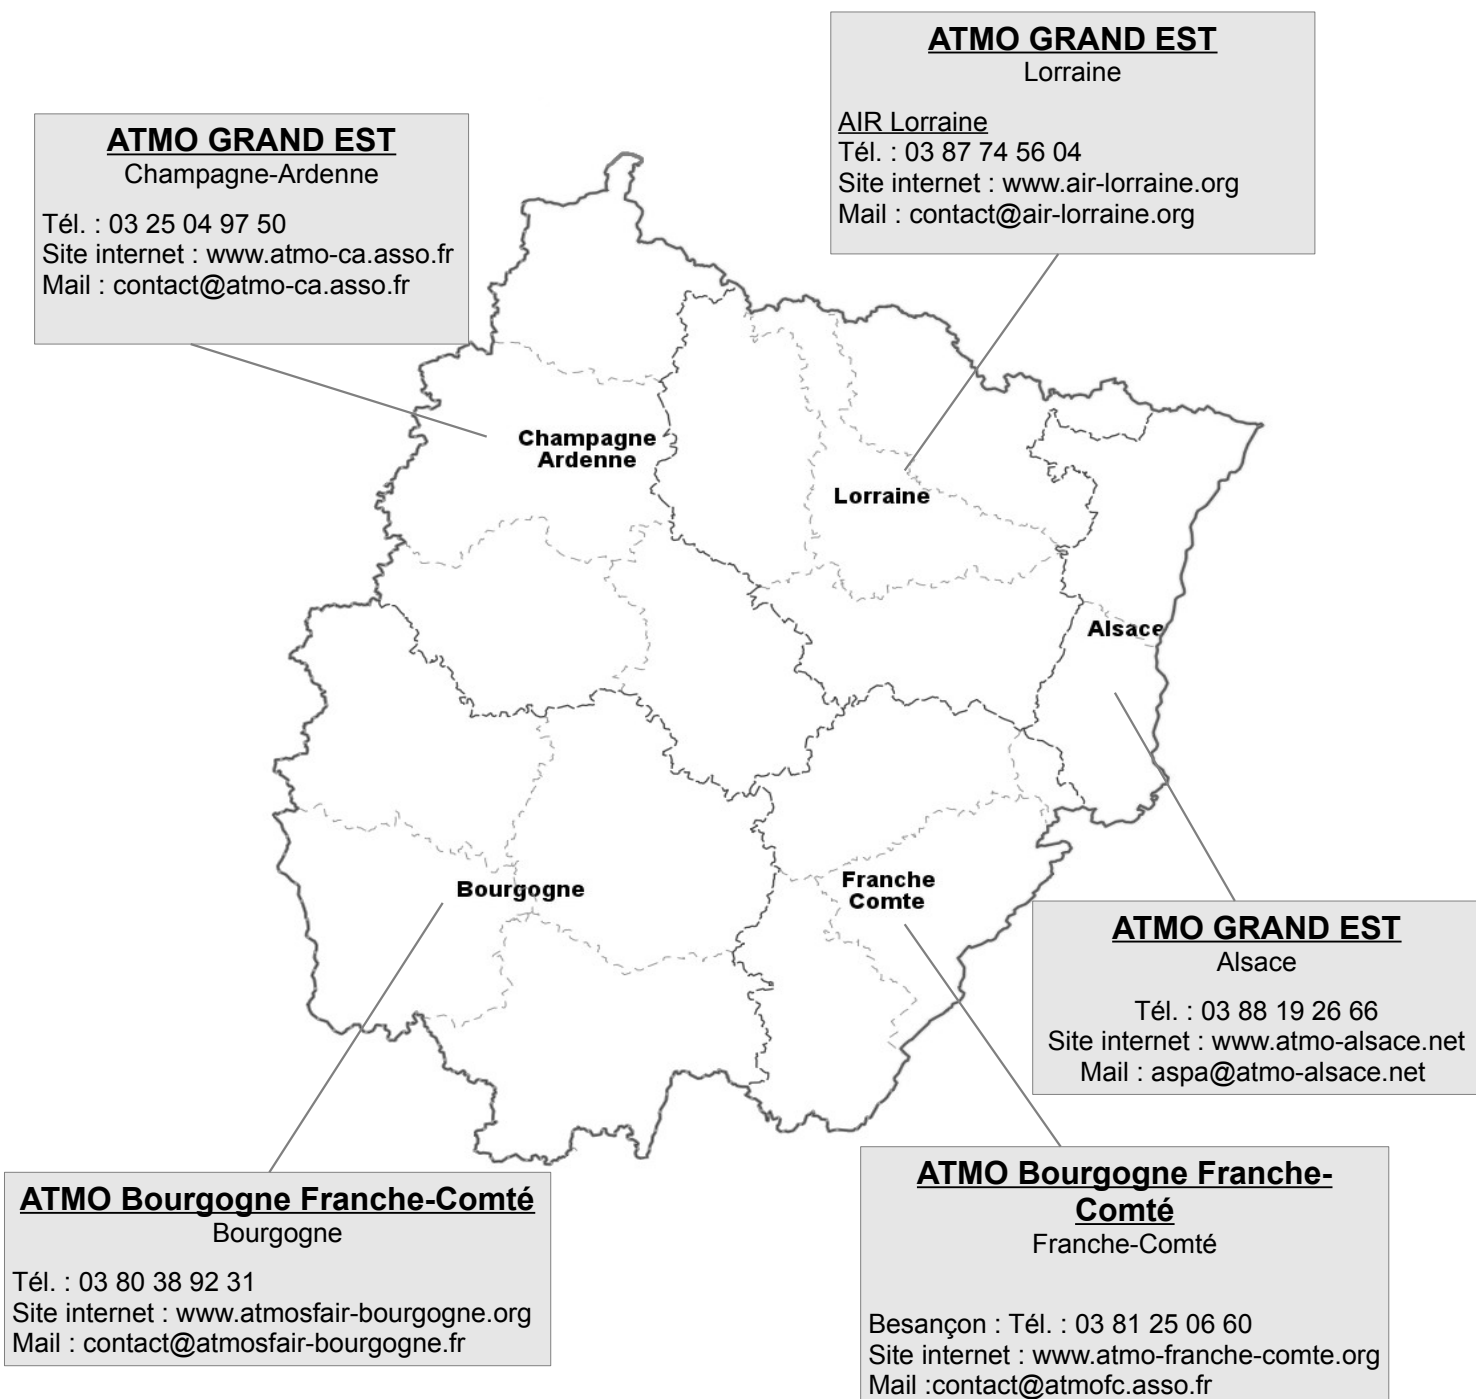 ATMO GRAND EST
Lorraine
AIR Lorraine
Tél. : 03 87 74 56 04
Site internet : www.air-lorraine.org
Mail : contact@air-lorraine.org
ATMO GRAND EST
Champagne-Ardenne
Tél. : 03 25 04 97 50
Site internet : www.atmo-ca.asso.fr
Mail : contact@atmo-ca.asso.fr
Champagne
Ardenne
Lorraine
Alsace
Bourgogne
Franche
Comte
ATMO GRAND EST
Alsace
Tél. : 03 88 19 26 66
Site internet : www.atmo-alsace.net
Mail : aspa@atmo-alsace.net
ATMO Bourgogne Franche-Comté
Bourgogne
Tél. : 03 80 38 92 31
Site internet : www.atmosfair-bourgogne.org
Mail : contact@atmosfair-bourgogne.fr
ATMO Bourgogne Franche-
Comté
Franche-Comté
Besançon : Tél. : 03 81 25 06 60
Site internet : www.atmo-franche-comte.org
Mail :contact@atmofc.asso.fr